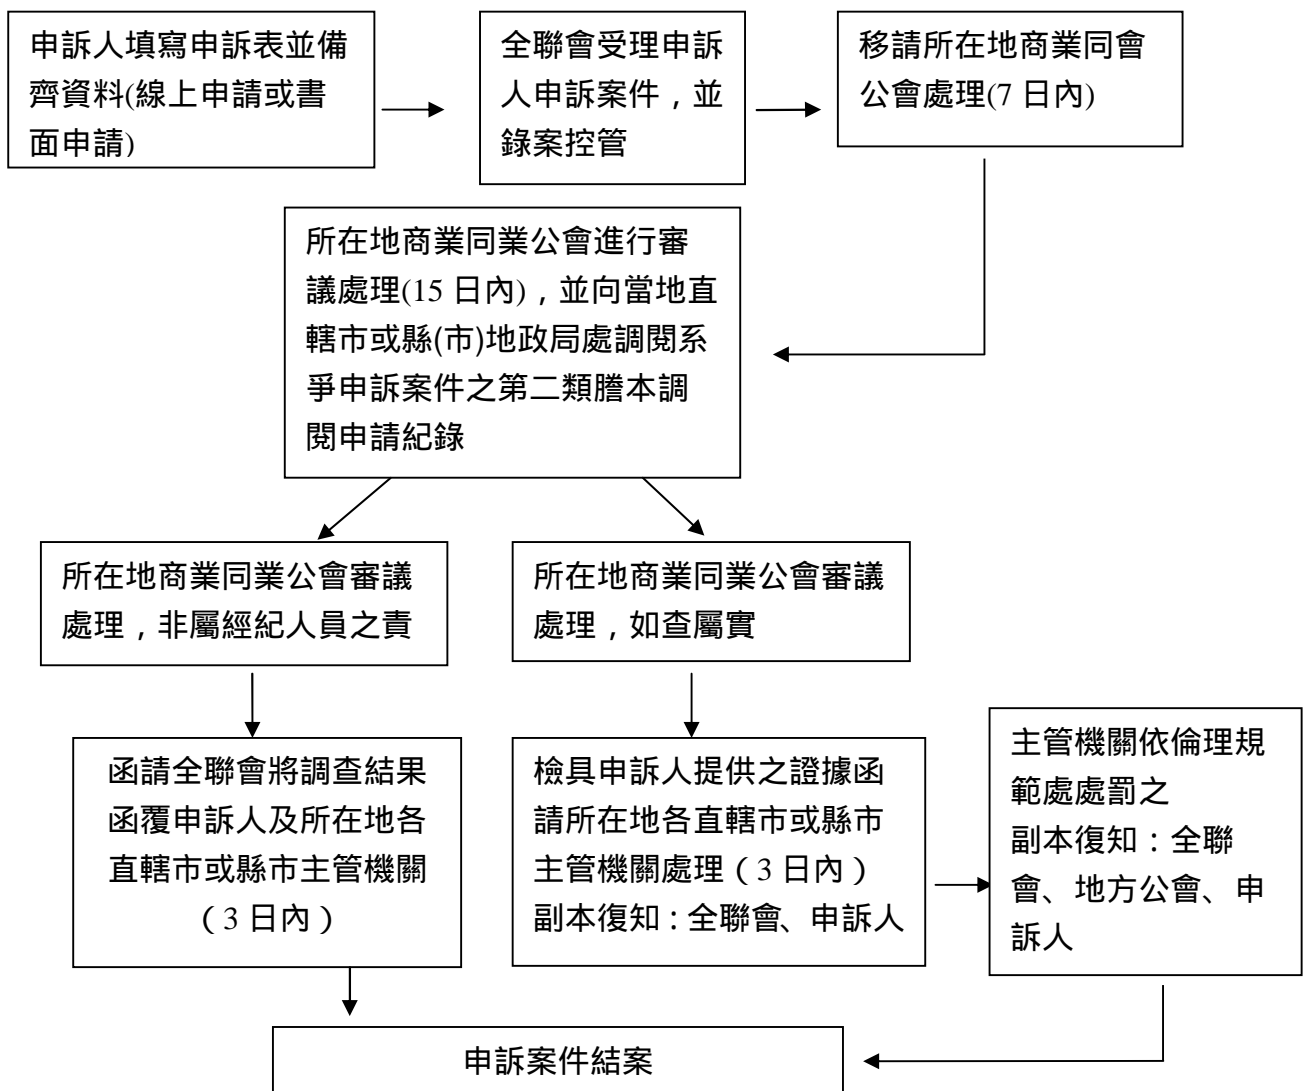 申訴人填寫申訴表並備
齊資料(線上申請或書
面申請)
全聯會受理申訴
人申訴案件，並
錄案控管
移請所在地商業同會
公會處理(7 日內)
所在地商業同業公會進行審
議處理(15 日內)，並向當地直
轄市或縣(市)地政局處調閱系
爭申訴案件之第二類謄本調
閱申請紀錄
所在地商業同業公會審議
處理，非屬經紀人員之責
所在地商業同業公會審議
處理，如查屬實
函請全聯會將調查結果
函覆申訴人及所在地各
直轄市或縣市主管機關
（3 日內）
檢具申訴人提供之證據函
請所在地各直轄市或縣市
主管機關處理（3 日內）
副本復知：全聯會、申訴人
主管機關依倫理規
範處處罰之
副本復知：全聯
會、地方公會、申
訴人
申訴案件結案